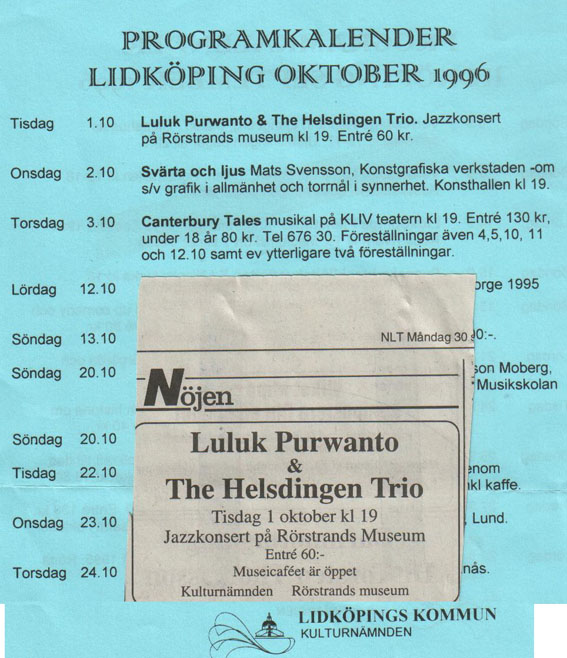 PROGRAMKALENDER
LIDKÖPING OKTOBER 1996
Tisdag 1.10 Luluk Purwanto & The Helsdingen Trio. Jazzkonsert
på Rörstrands museum kl 19. Entré 60 kr.
Onsdag 2.10 Svärta och ljus Mats Svensson, Konstgrafiska verkstaden -om
s/v grafik i allmänhet och torrnål i synnerhet. Konsthallen kl 19.
Torsdag 3.10 Canterbury Tales musikal på KLIV teatern kl 19. Entré 130 kr,
under 18 år 80 kr. Tel 676 30. Föreställningar även 4,5,10, 11
och 12.10 samt ev ytterligare två föreställningar.
Lördag 12.10 orge 1995
Söndag 13.10 00:-.
Söndag 20.10 son Moberg,
Musikskolan
Söndag 20.10
Tisdag 22.10 enom
nkl kaffe.
Onsdag 23.10 , Lund.
Torsdag 24.10 nås.
NLT Måndag 30.9
Nöjen
Luluk Purwanto
&
The Helsdingen Trio
Tisdag 1 oktober kl 19
Jazzkonsert på Rörstrands Museum
Entré 60:-
Museicaféet är öppet
Kulturnämnden Rörstrands museum
LIDKÖPINGS KOMMUN
KULTURNÄMNDEN